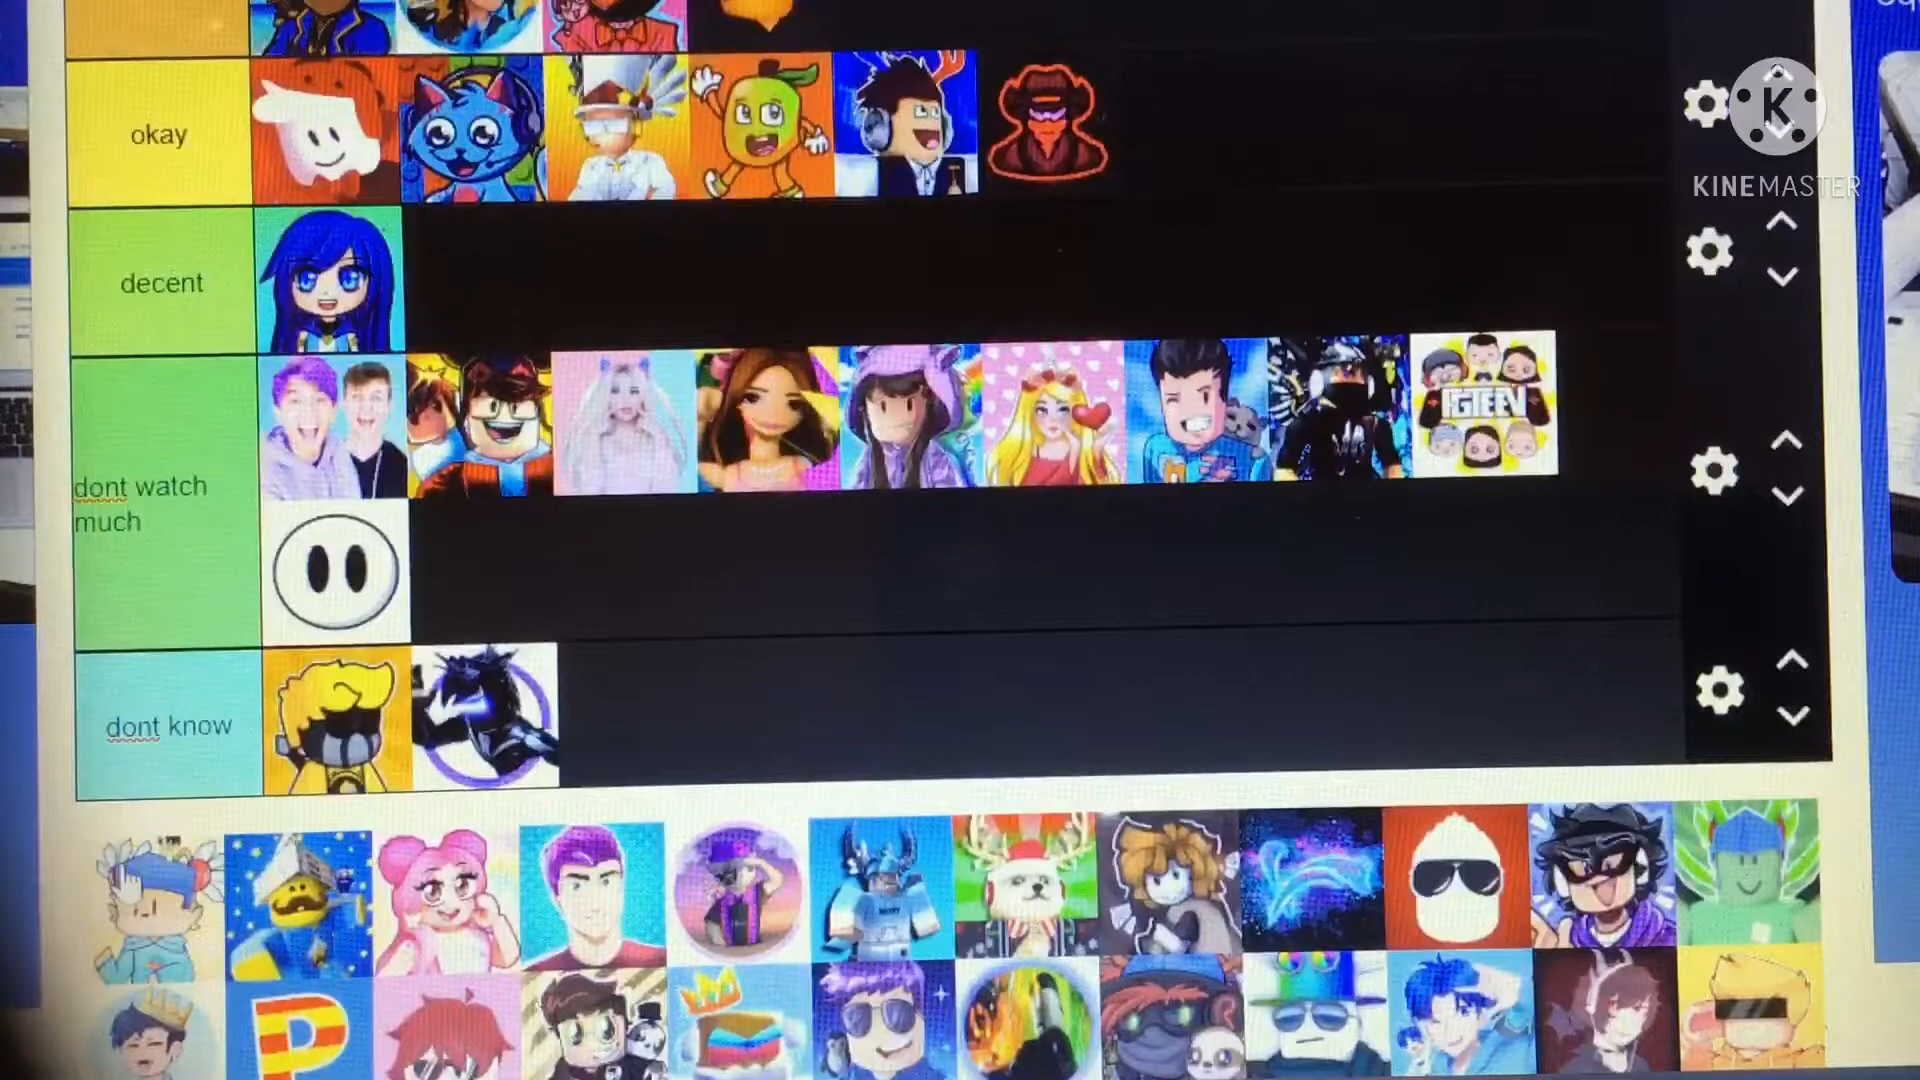 okay
K
KINEMASTER
decent
FGTEEV
dont watch
much
dont know
P